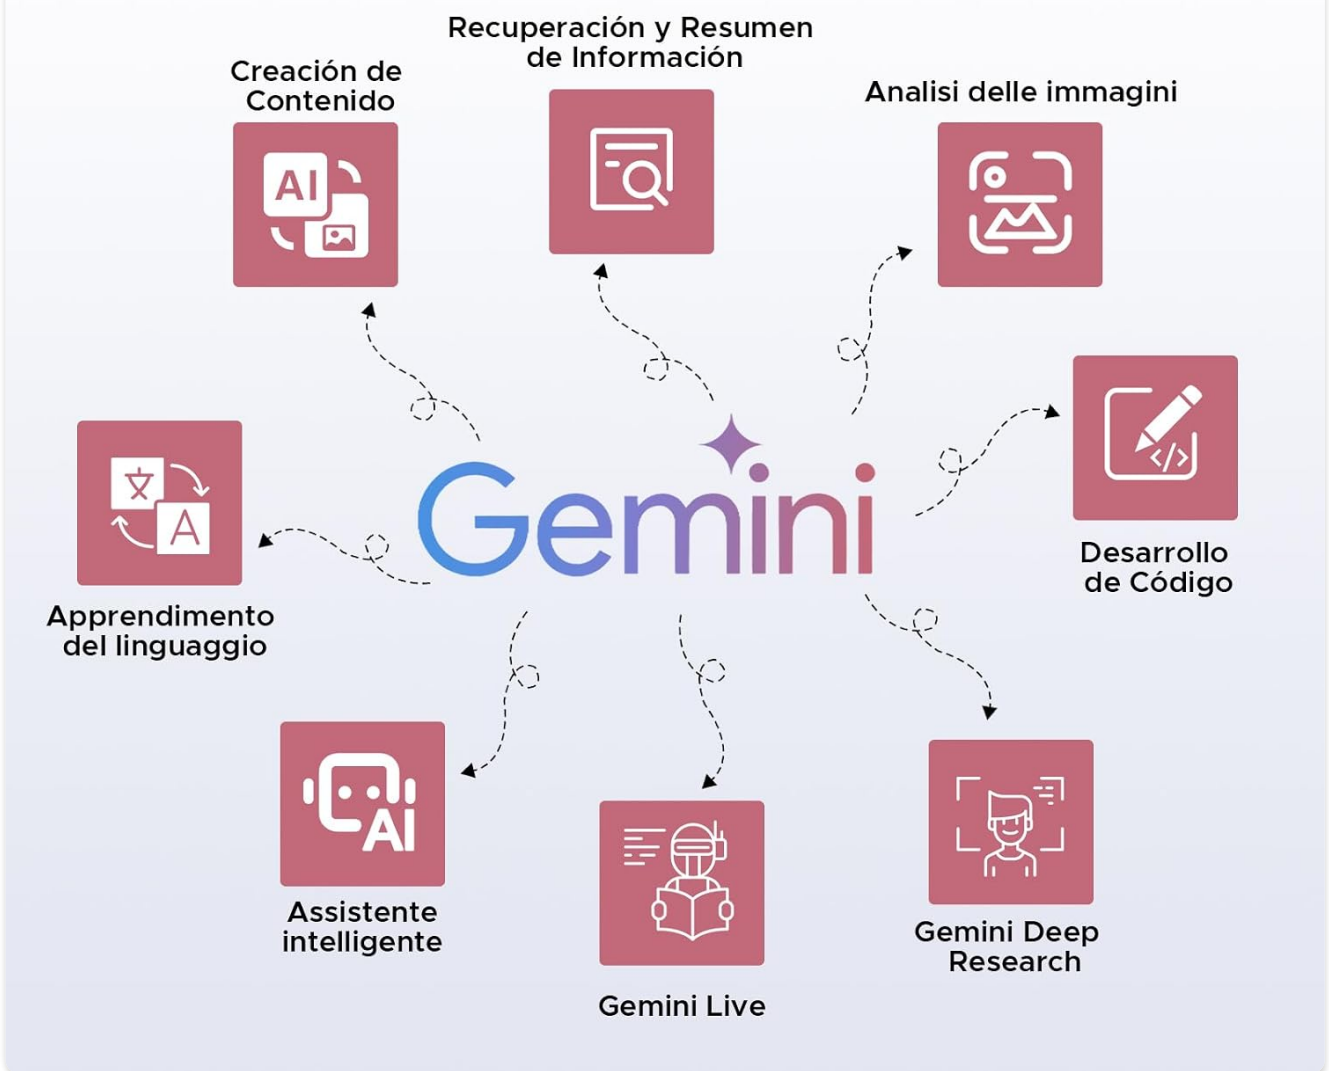 Recuperación y Resumen
de Información
Creación de
Contenido
Analisi delle immagini
AI
文
A
Apprendimento
del linguaggio
Gemini
</>
Desarrollo
de Código
AI
Assistente
intelligente
Gemini Live
Gemini Deep
Research